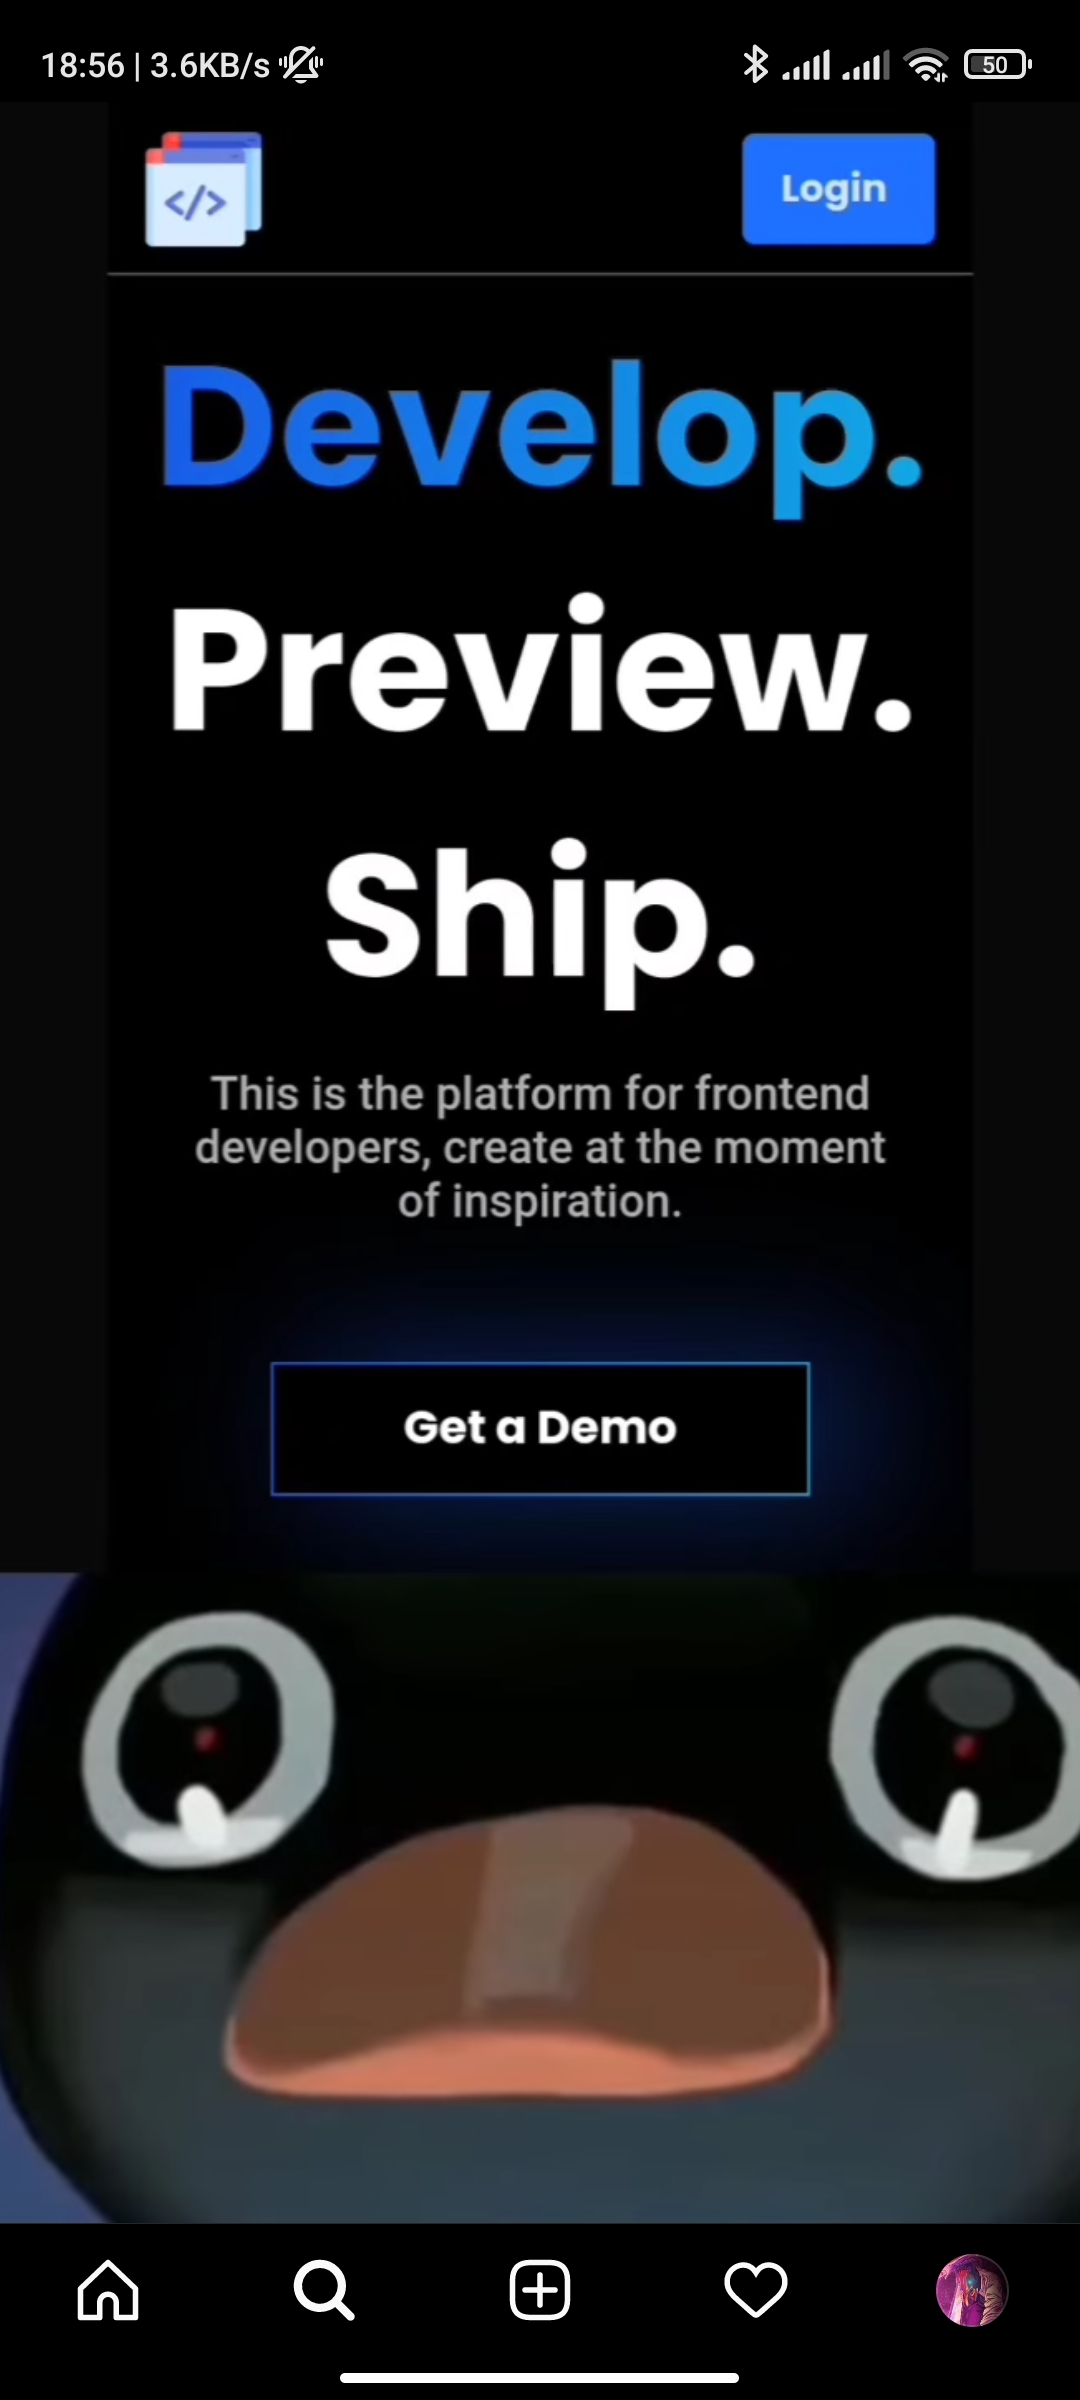 18:56 | 3.6KB/s
50
</>
Login
Develop.
Preview.
Ship.
This is the platform for frontend
developers, create at the moment
of inspiration.
Get a Demo